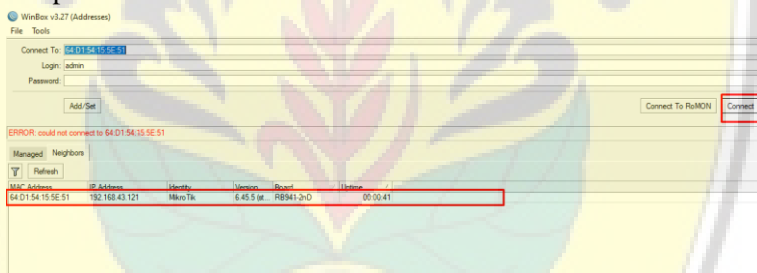 WinBox v3.27 (Addresses)
File Tools
Connect To: 64:D1:54:15:5E:51
Login: admin
Password:
Add/Set Connect To RoMON Connect
ERROR: could not connect to 64:D1:54:15:5E:51
Managed Neighbors
Refresh
MAC Address IP Address Identity Version Board Uptime
64:D1:54:15:5E:51 192.168.43.121 MikroTik 6.45.5 (st... RB941-2nD 00:00:41